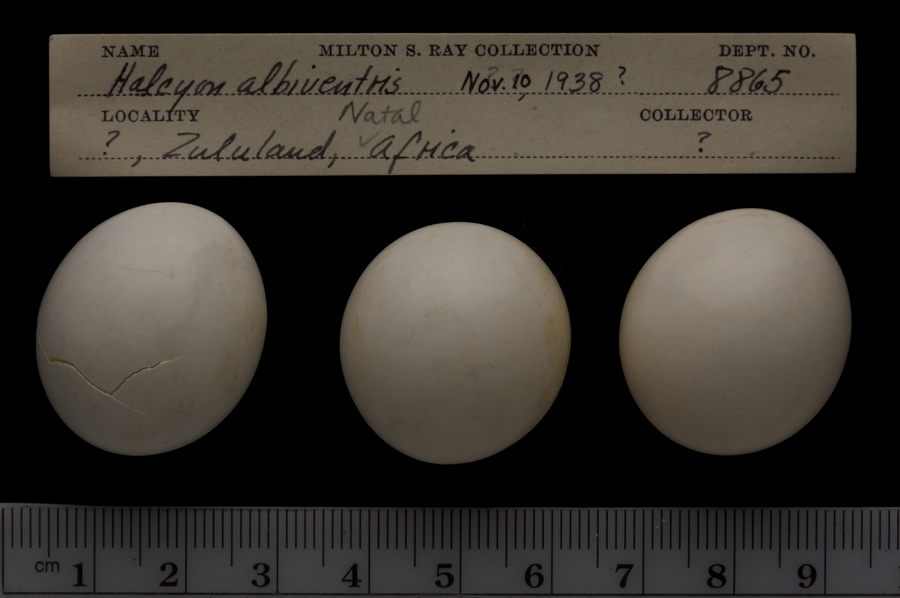 NAME MILTON S. RAY COLLECTION DEPT. NO.
Halcyon albiventris Nov. 10, 1938 ? 8865
LOCALITY Natal COLLECTOR
? , Zululand, Africa ?
cm 1 2 3 4 5 6 7 8 9